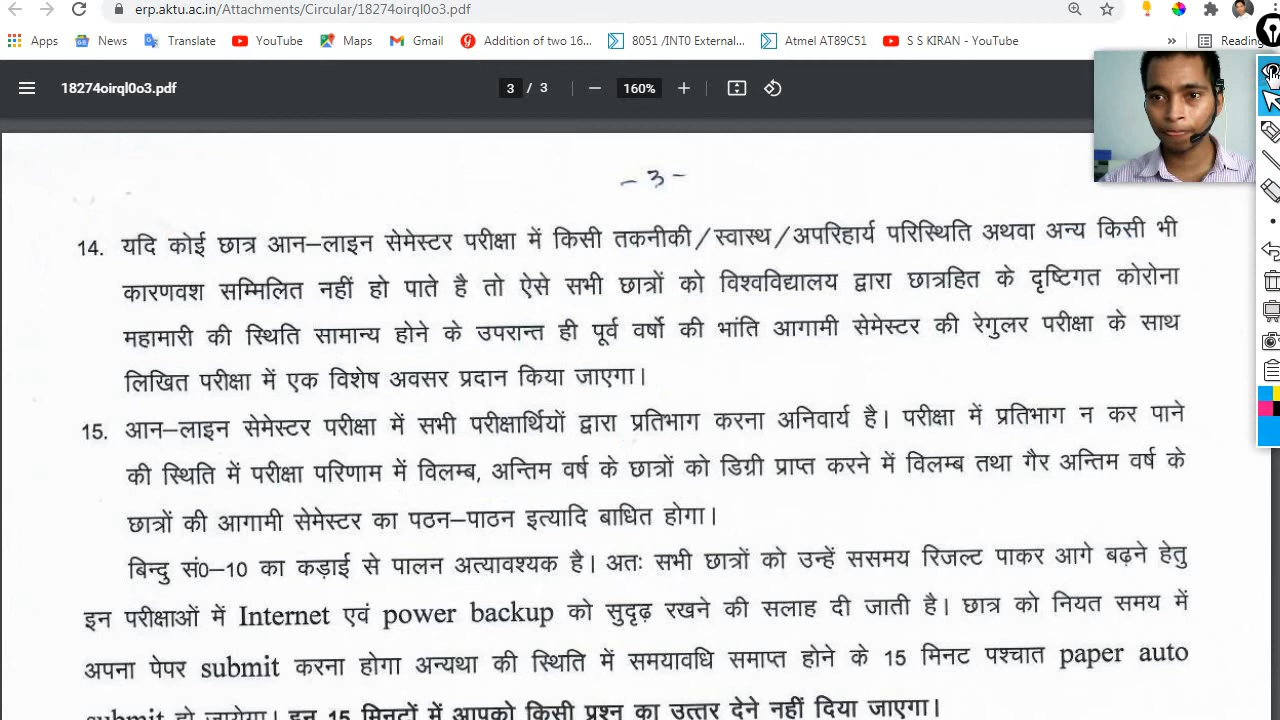 erp.aktu.ac.in/Attachments/Circular/18274oirql0o3.pdf
Apps News Translate YouTube Maps Gmail Addition of two 16... 8051 /INT0 External... Atmel AT89C51 S S KIRAN - YouTube » Reading
18274oirql0o3.pdf 3 / 3 — 160% +
– 3 –
14. यदि कोई छात्र आन–लाइन सेमेस्टर परीक्षा में किसी तकनीकी/स्वास्थ/अपरिहार्य परिस्थिति अथवा अन्य किसी भी
कारणवश सम्मिलित नहीं हो पाते है तो ऐसे सभी छात्रों को विश्वविद्यालय द्वारा छात्रहित के दृष्टिगत कोरोना
महामारी की स्थिति सामान्य होने के उपरान्त ही पूर्व वर्षो की भांति आगामी सेमेस्टर की रेगुलर परीक्षा के साथ
लिखित परीक्षा में एक विशेष अवसर प्रदान किया जाएगा।
15. आन–लाइन सेमेस्टर परीक्षा में सभी परीक्षार्थियों द्वारा प्रतिभाग करना अनिवार्य है। परीक्षा में प्रतिभाग न कर पाने
की स्थिति में परीक्षा परिणाम में विलम्ब, अन्तिम वर्ष के छात्रों को डिग्री प्राप्त करने में विलम्ब तथा गैर अन्तिम वर्ष के
छात्रों की आगामी सेमेस्टर का पठन–पाठन इत्यादि बाधित होगा।
बिन्दु सं0–10 का कड़ाई से पालन अत्यावश्यक है। अतः सभी छात्रों को उन्हें ससमय रिजल्ट पाकर आगे बढ़ने हेतु
इन परीक्षाओं में Internet एवं power backup को सुदृढ़ रखने की सलाह दी जाती है। छात्र को नियत समय में
अपना पेपर submit करना होगा अन्यथा की स्थिति में समयावधि समाप्त होने के 15 मिनट पश्चात paper auto
submit हो जायेगा। इन 15 मिनटों में आपको किसी प्रश्न का उत्तर देने नहीं दिया जाएगा।